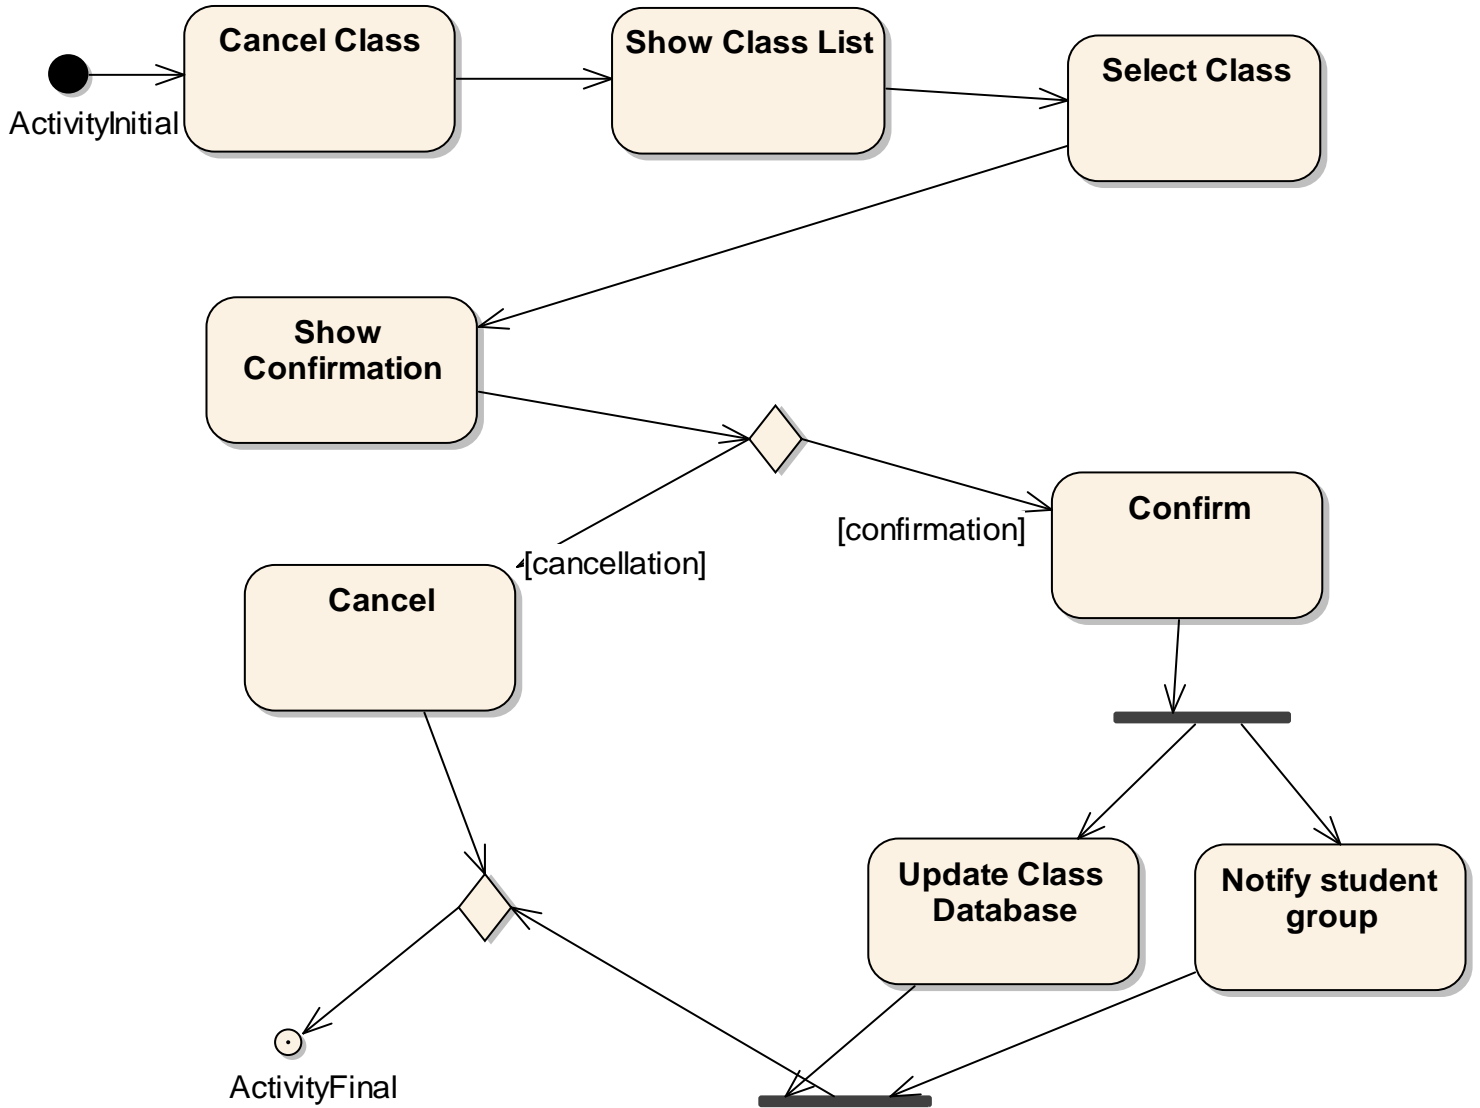 Cancel Class
Show Class List
Select Class
ActivityInitial
Show
Confirmation
[confirmation]
Confirm
[cancellation]
Cancel
Update Class
Database
Notify student
group
ActivityFinal